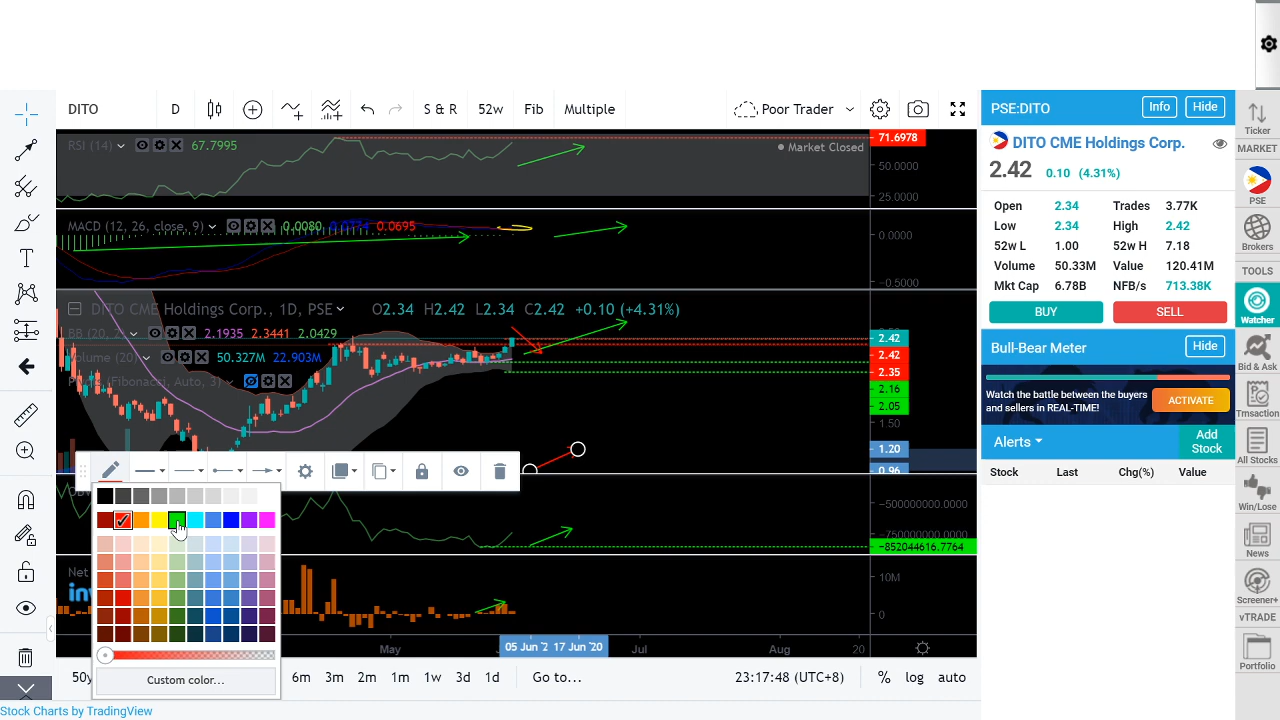 DITO D S & R 52w Fib Multiple Poor Trader
RSI (14) 67.7995
Market Closed
71.6978
50.0000
25.0000
MACD (12, 26, close, 9) 0.0080 0.0695
0.0000
-0.5000
DITO CME Holdings Corp., 1D, PSE O2.34 H2.42 L2.34 C2.42 +0.10 (+4.31%)
BB (20, 2) 2.1935 2.3441 2.0429
Volume (20) 50.327M 22.903M
(Fibonacci, Auto, 3)
2.42
2.42
2.35
2.16
2.05
1.50
1.20
0.96
-500000000.0000
-852044616.7764
Net
inv
10M
0
May
05 Jun '2 17 Jun '20
Jul
Aug
20
Custom color...
50y 6m 3m 2m 1m 1w 3d 1d Go to... 23:17:48 (UTC+8) % log auto
Stock Charts by TradingView
PSE:DITO Info Hide
DITO CME Holdings Corp.
2.42 0.10 (4.31%)
Open 2.34 Trades 3.77K
Low 2.34 High 2.42
52w L 1.00 52w H 7.18
Volume 50.33M Value 120.41M
Mkt Cap 6.78B NFB/s 713.38K
BUY SELL
Bull-Bear Meter Hide
Watch the battle between the buyers
and sellers in REAL-TIME!
ACTIVATE
Alerts
Add
Stock
Stock Last Chg(%) Value
Ticker
MARKET
PSE
Brokers
TOOLS
Watcher
Bid & Ask
Trnsaction
All Stocks
Win/Lose
News
Screener+
vTRADE
Portfolio